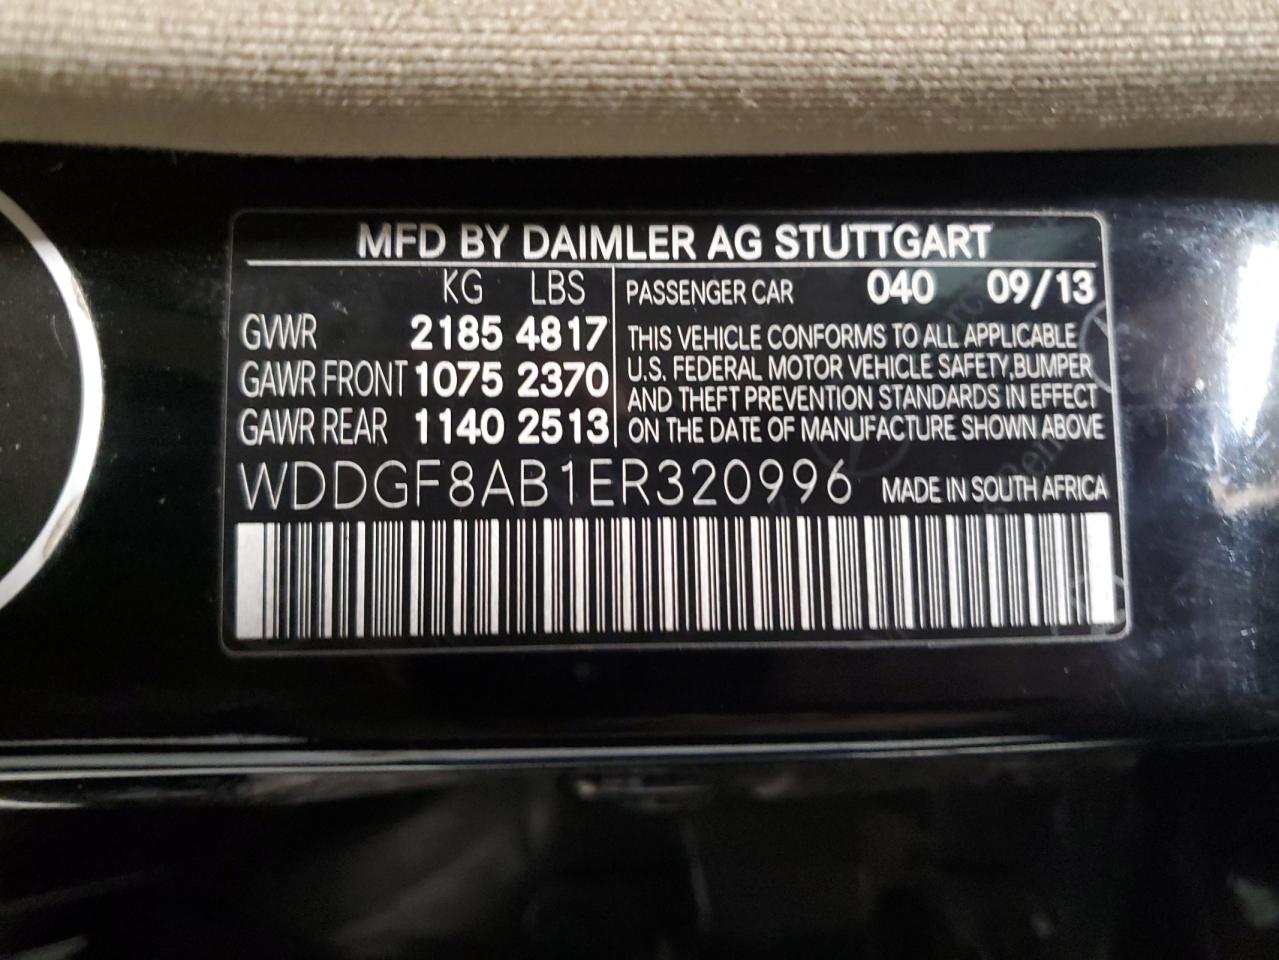 MFD BY DAIMLER AG STUTTGART
KG LBS
GVWR 2185 4817
GAWR FRONT 1075 2370
GAWR REAR 1140 2513
PASSENGER CAR 040 09/13
THIS VEHICLE CONFORMS TO ALL APPLICABLE
U.S. FEDERAL MOTOR VEHICLE SAFETY,BUMPER
AND THEFT PREVENTION STANDARDS IN EFFECT
ON THE DATE OF MANUFACTURE SHOWN ABOVE
WDDGF8AB1ER320996 MADE IN SOUTH AFRICA